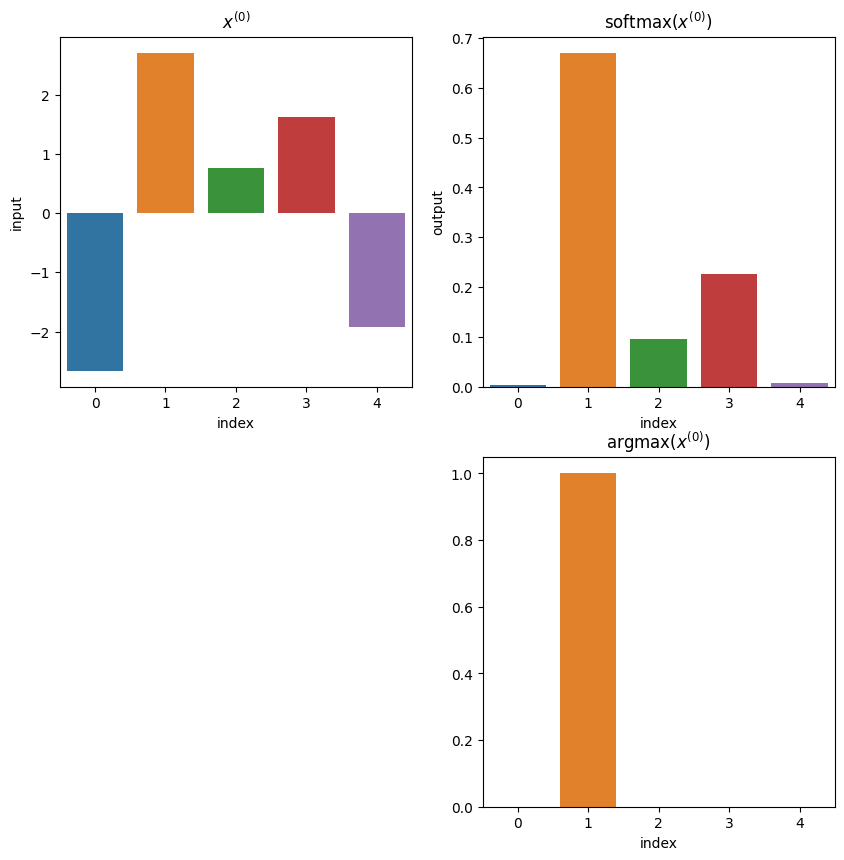 x^(0)
2
1
0
−1
−2
input
0 1 2 3 4
index
softmax(x^(0))
0.7
0.6
0.5
0.4
0.3
0.2
0.1
0.0
output
0 1 2 3 4
index
argmax(x^(0))
1.0
0.8
0.6
0.4
0.2
0.0
0 1 2 3 4
index